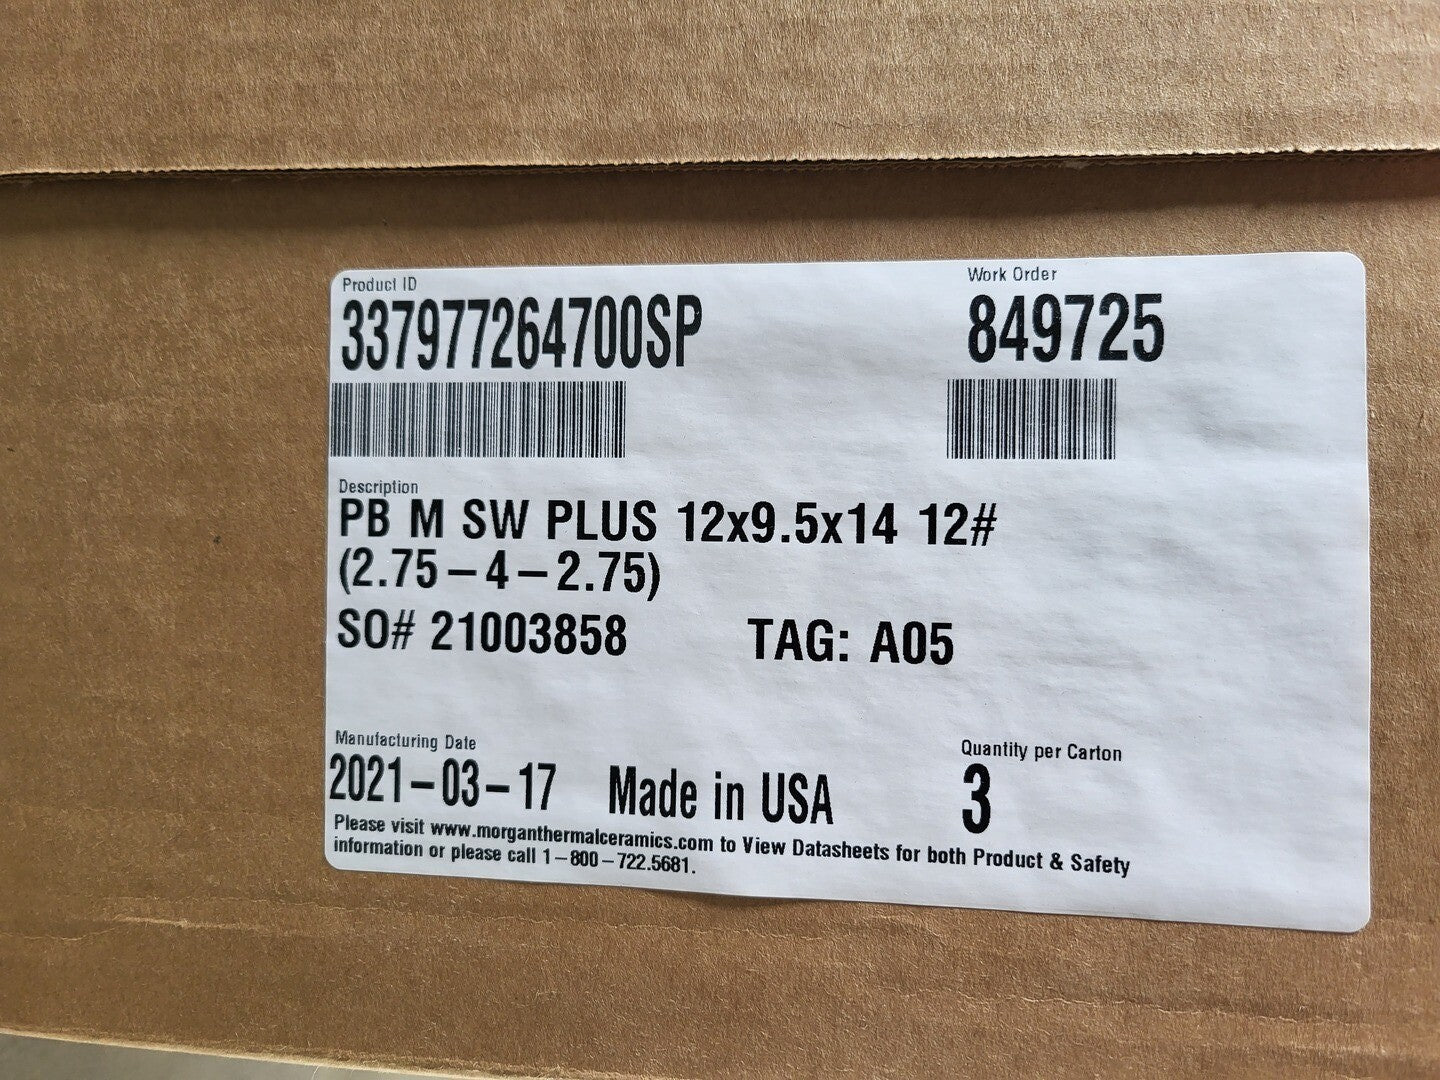 Product ID
337977264700SP
Work Order
849725
Description
PB M SW PLUS 12x9.5x14 12#
(2.75-4-2.75)
SO# 21003858 TAG: A05
Manufacturing Date
2021-03-17 Made in USA
Quantity per Carton
3
Please visit www.morganthermalceramics.com to View Datasheets for both Product & Safety
information or please call 1-800-722.5681.